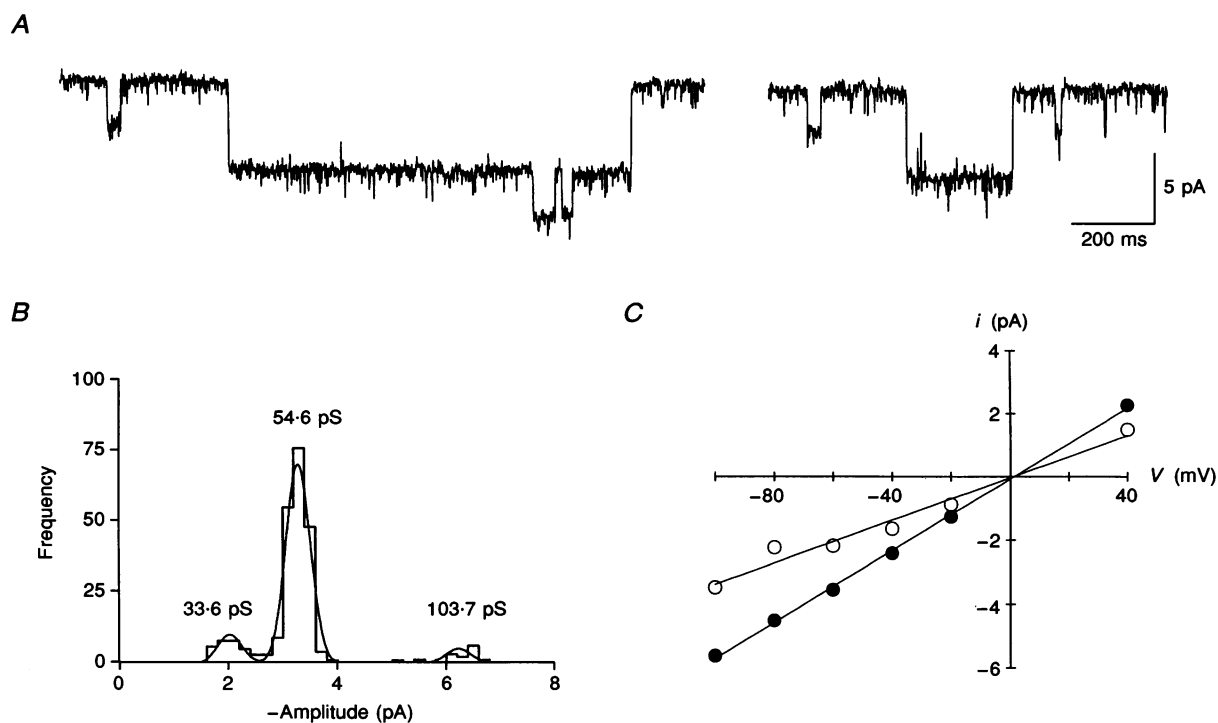 A
5 pA
200 ms
B
100
75
50
25
0
Frequency
33·6 pS
54·6 pS
103·7 pS
0 2 4 6 8
−Amplitude (pA)
C
i (pA)
4
2
−2
−4
−6
−80 −40 40
V (mV)